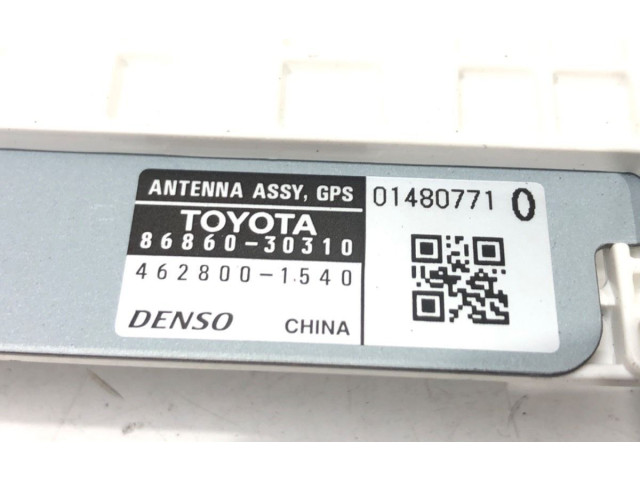 ANTENNA ASSY, GPS
TOYOTA
86860-30310
462800-1540
DENSO CHINA
01480771 0